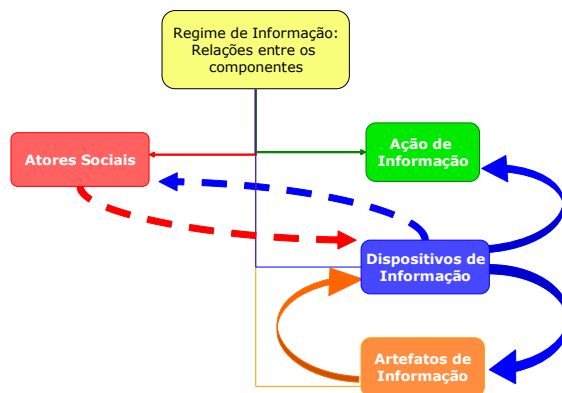 Regime de Informação:
Relações entre os
componentes
Atores Sociais
Ação de
Informação
Dispositivos de
Informação
Artefatos de
Informação